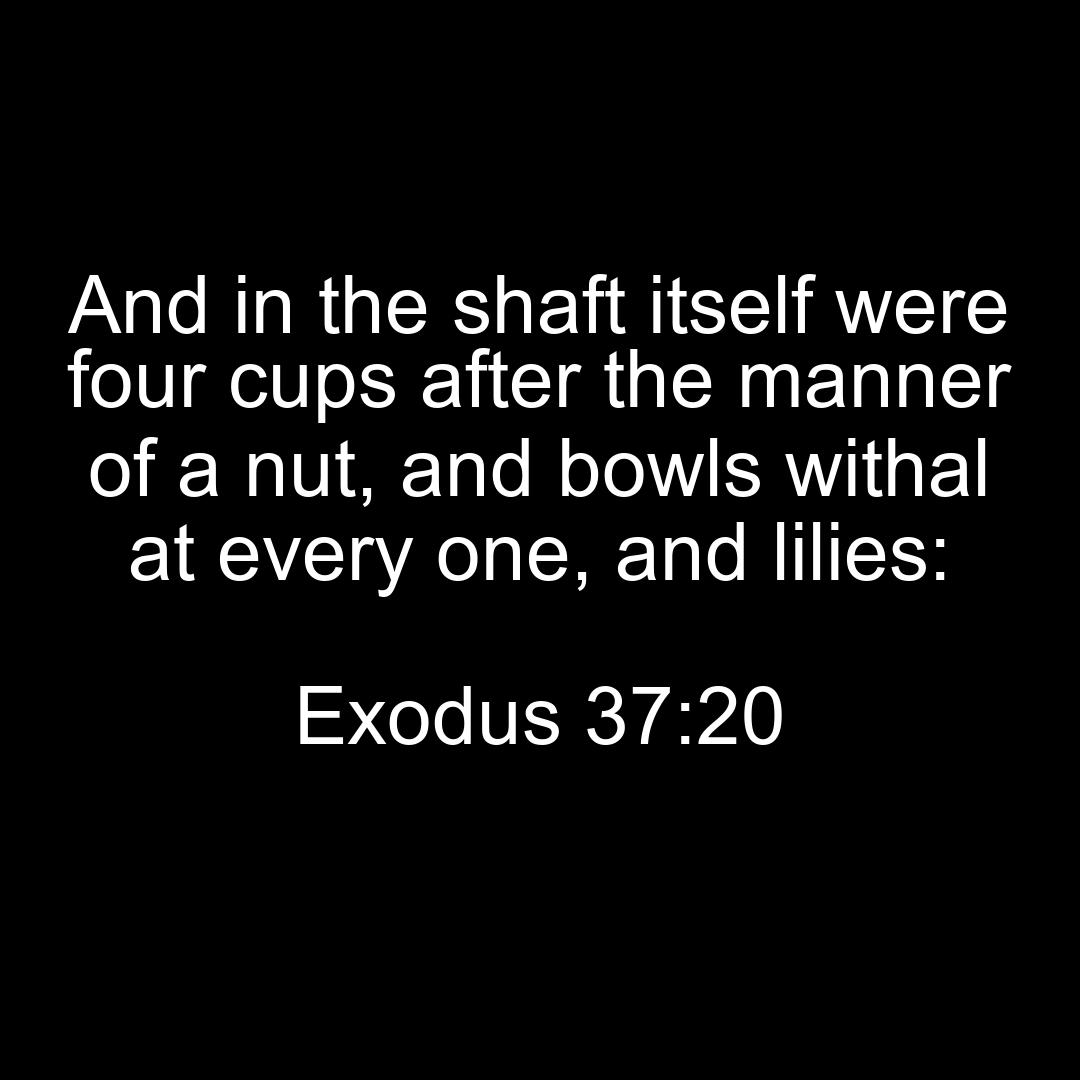 And in the shaft itself were
four cups after the manner
of a nut, and bowls withal
at every one, and lilies:
Exodus 37:20